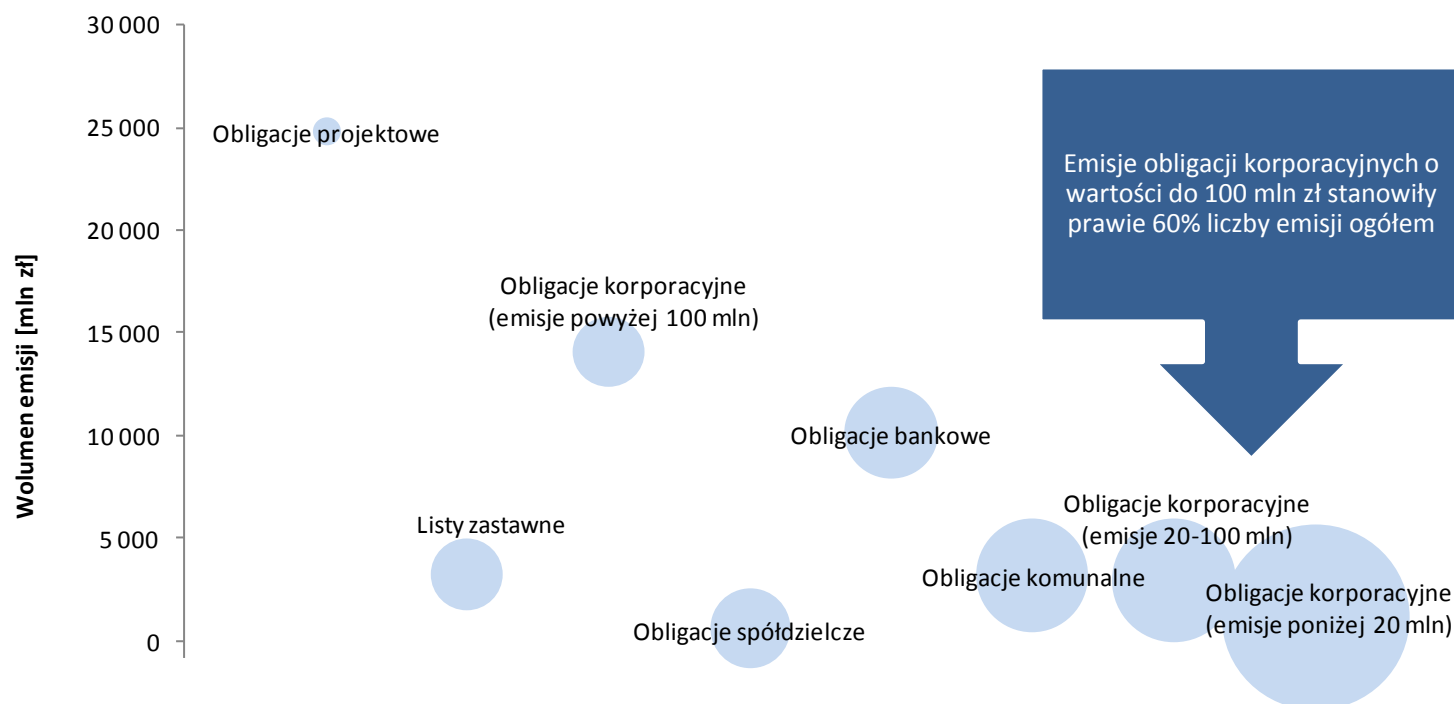 30 000
25 000
20 000
15 000
10 000
5 000
0
Wolumen emisji [mln zł]
Obligacje projektowe
Obligacje korporacyjne
(emisje powyżej 100 mln)
Listy zastawne
Obligacje bankowe
Obligacje spółdzielcze
Obligacje komunalne
Obligacje korporacyjne
(emisje 20-100 mln)
Obligacje korporacyjne
(emisje poniżej 20 mln)
Emisje obligacji korporacyjnych o
wartości do 100 mln zł stanowiły
prawie 60% liczby emisji ogółem